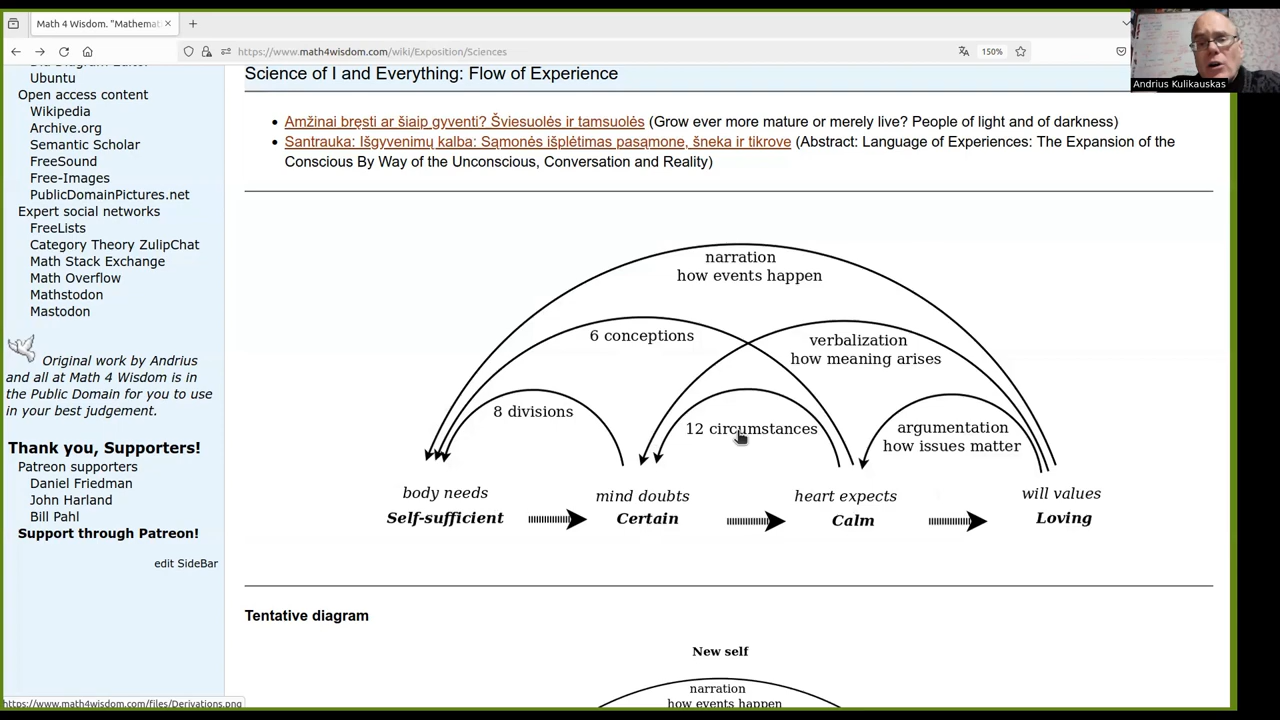 Math 4 Wisdom. "Mathemat
https://www.math4wisdom.com/wiki/Exposition/Sciences
150%
Andrius Kulikauskas
Ubuntu
Open access content
Wikipedia
Archive.org
Semantic Scholar
FreeSound
Free-Images
PublicDomainPictures.net
Expert social networks
FreeLists
Category Theory ZulipChat
Math Stack Exchange
Math Overflow
Mathstodon
Mastodon
Original work by Andrius
and all at Math 4 Wisdom is in
the Public Domain for you to use
in your best judgement.
Thank you, Supporters!
Patreon supporters
Daniel Friedman
John Harland
Bill Pahl
Support through Patreon!
edit SideBar
https://www.math4wisdom.com/files/Derivations.png
Science of I and Everything: Flow of Experience
Amžinai bręsti ar šiaip gyventi? Šviesuolės ir tamsuolės (Grow ever more mature or merely live? People of light and of darkness)
Santrauka: Išgyvenimų kalba: Sąmonės išplėtimas pasąmone, šneka ir tikrove (Abstract: Language of Experiences: The Expansion of the
Conscious By Way of the Unconscious, Conversation and Reality)
narration
how events happen
6 conceptions
verbalization
how meaning arises
8 divisions
12 circumstances
argumentation
how issues matter
body needs
mind doubts
heart expects
will values
Self-sufficient
Certain
Calm
Loving
Tentative diagram
New self
narration
how events happen